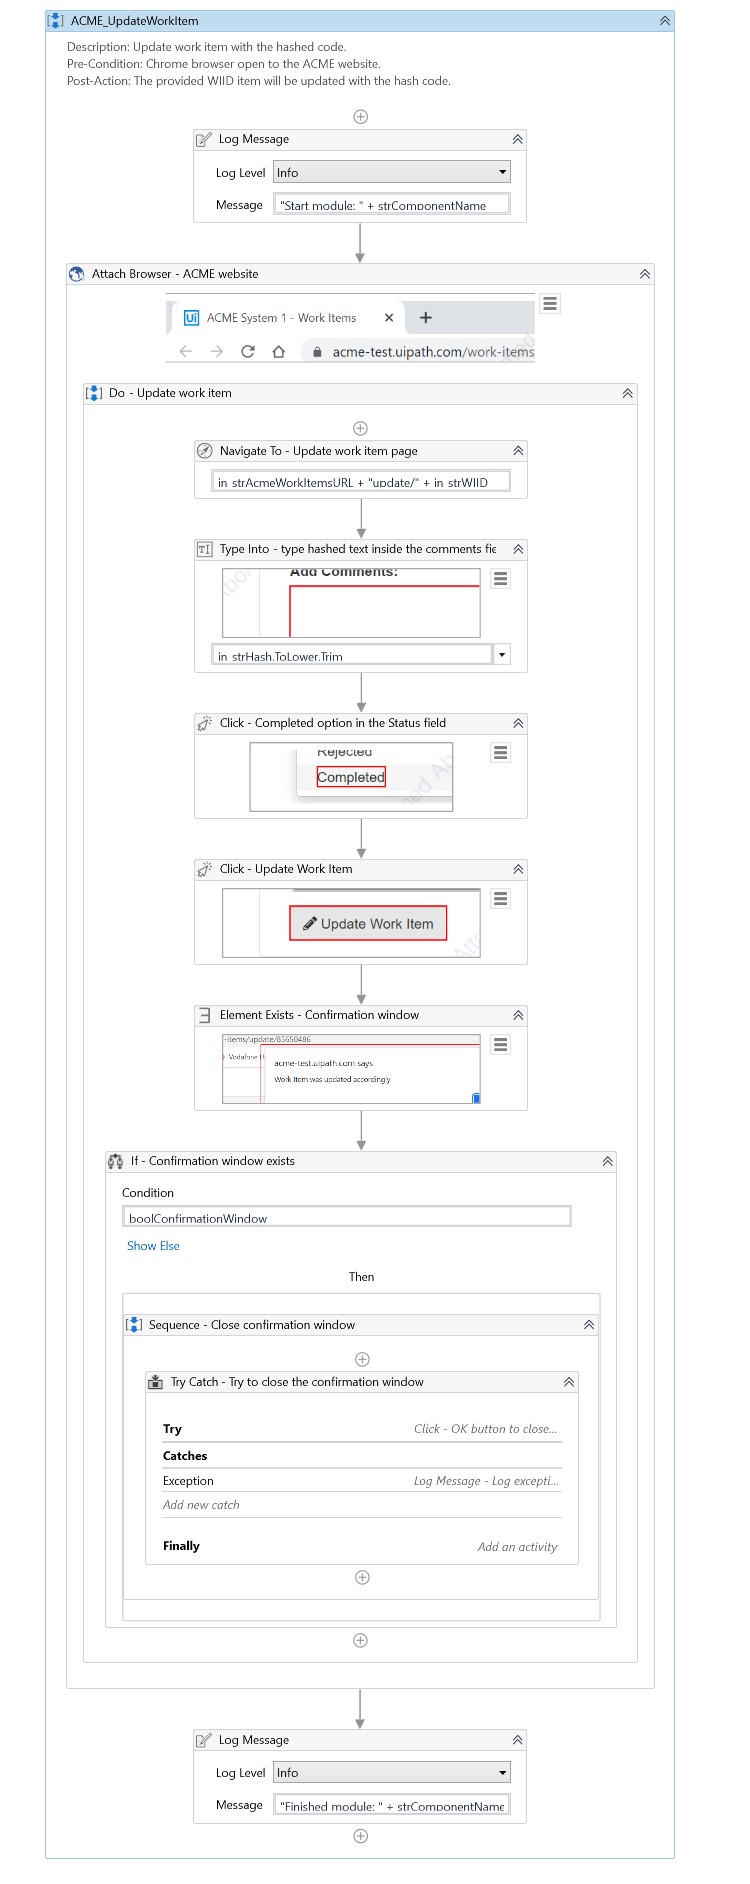 ACME_UpdateWorkItem
Description: Update work item with the hashed code.
Pre-Condition: Chrome browser open to the ACME website.
Post-Action: The provided WIID item will be updated with the hash code.
Log Message
Log Level Info
Message "Start module: " + strComponentName
Attach Browser - ACME website
Ui ACME System 1 - Work Items
acme-test.uipath.com/work-items
Do - Update work item
Navigate To - Update work item page
in_strAcmeWorkItemsURL + "update/" + in_strWIID
Type Into - type hashed text inside the comments fie
Add Comments:
in_strHash.ToLower.Trim
Click - Completed option in the Status field
Rejected
Completed
Click - Update Work Item
Update Work Item
Element Exists - Confirmation window
-items/update/85650486
Vodafone
acme-test.uipath.com says
Work Item was updated accordingly
If - Confirmation window exists
Condition
boolConfirmationWindow
Show Else
Then
Sequence - Close confirmation window
Try Catch - Try to close the confirmation window
Try Click - OK button to close...
Catches
Exception Log Message - Log excepti...
Add new catch
Finally Add an activity
Log Message
Log Level Info
Message "Finished module: " + strComponentName